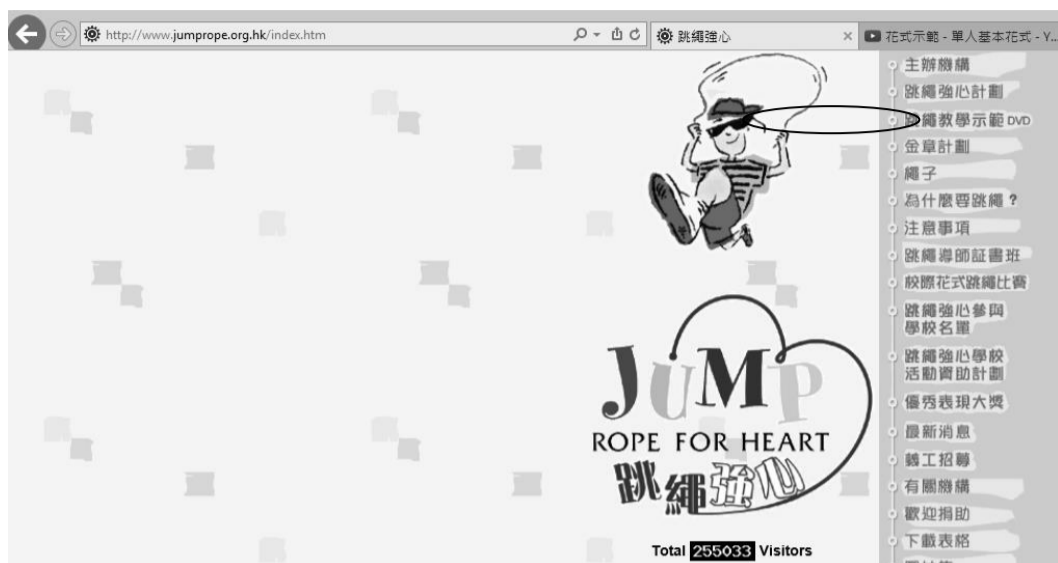 http://www.jumprope.org.hk/index.htm
跳繩強心
花式示範 - 單人基本花式 - Y...
主辦機構
跳繩強心計劃
跳繩教學示範 DVD
金章計劃
繩子
為什麼要跳繩？
注意事項
跳繩導師証書班
校際花式跳繩比賽
跳繩強心參與
學校名單
跳繩強心學校
活動資助計劃
優秀表現大獎
最新消息
義工招募
有關機構
歡迎捐助
下載表格
JUMP
ROPE FOR HEART
跳繩強心
Total 255033 Visitors